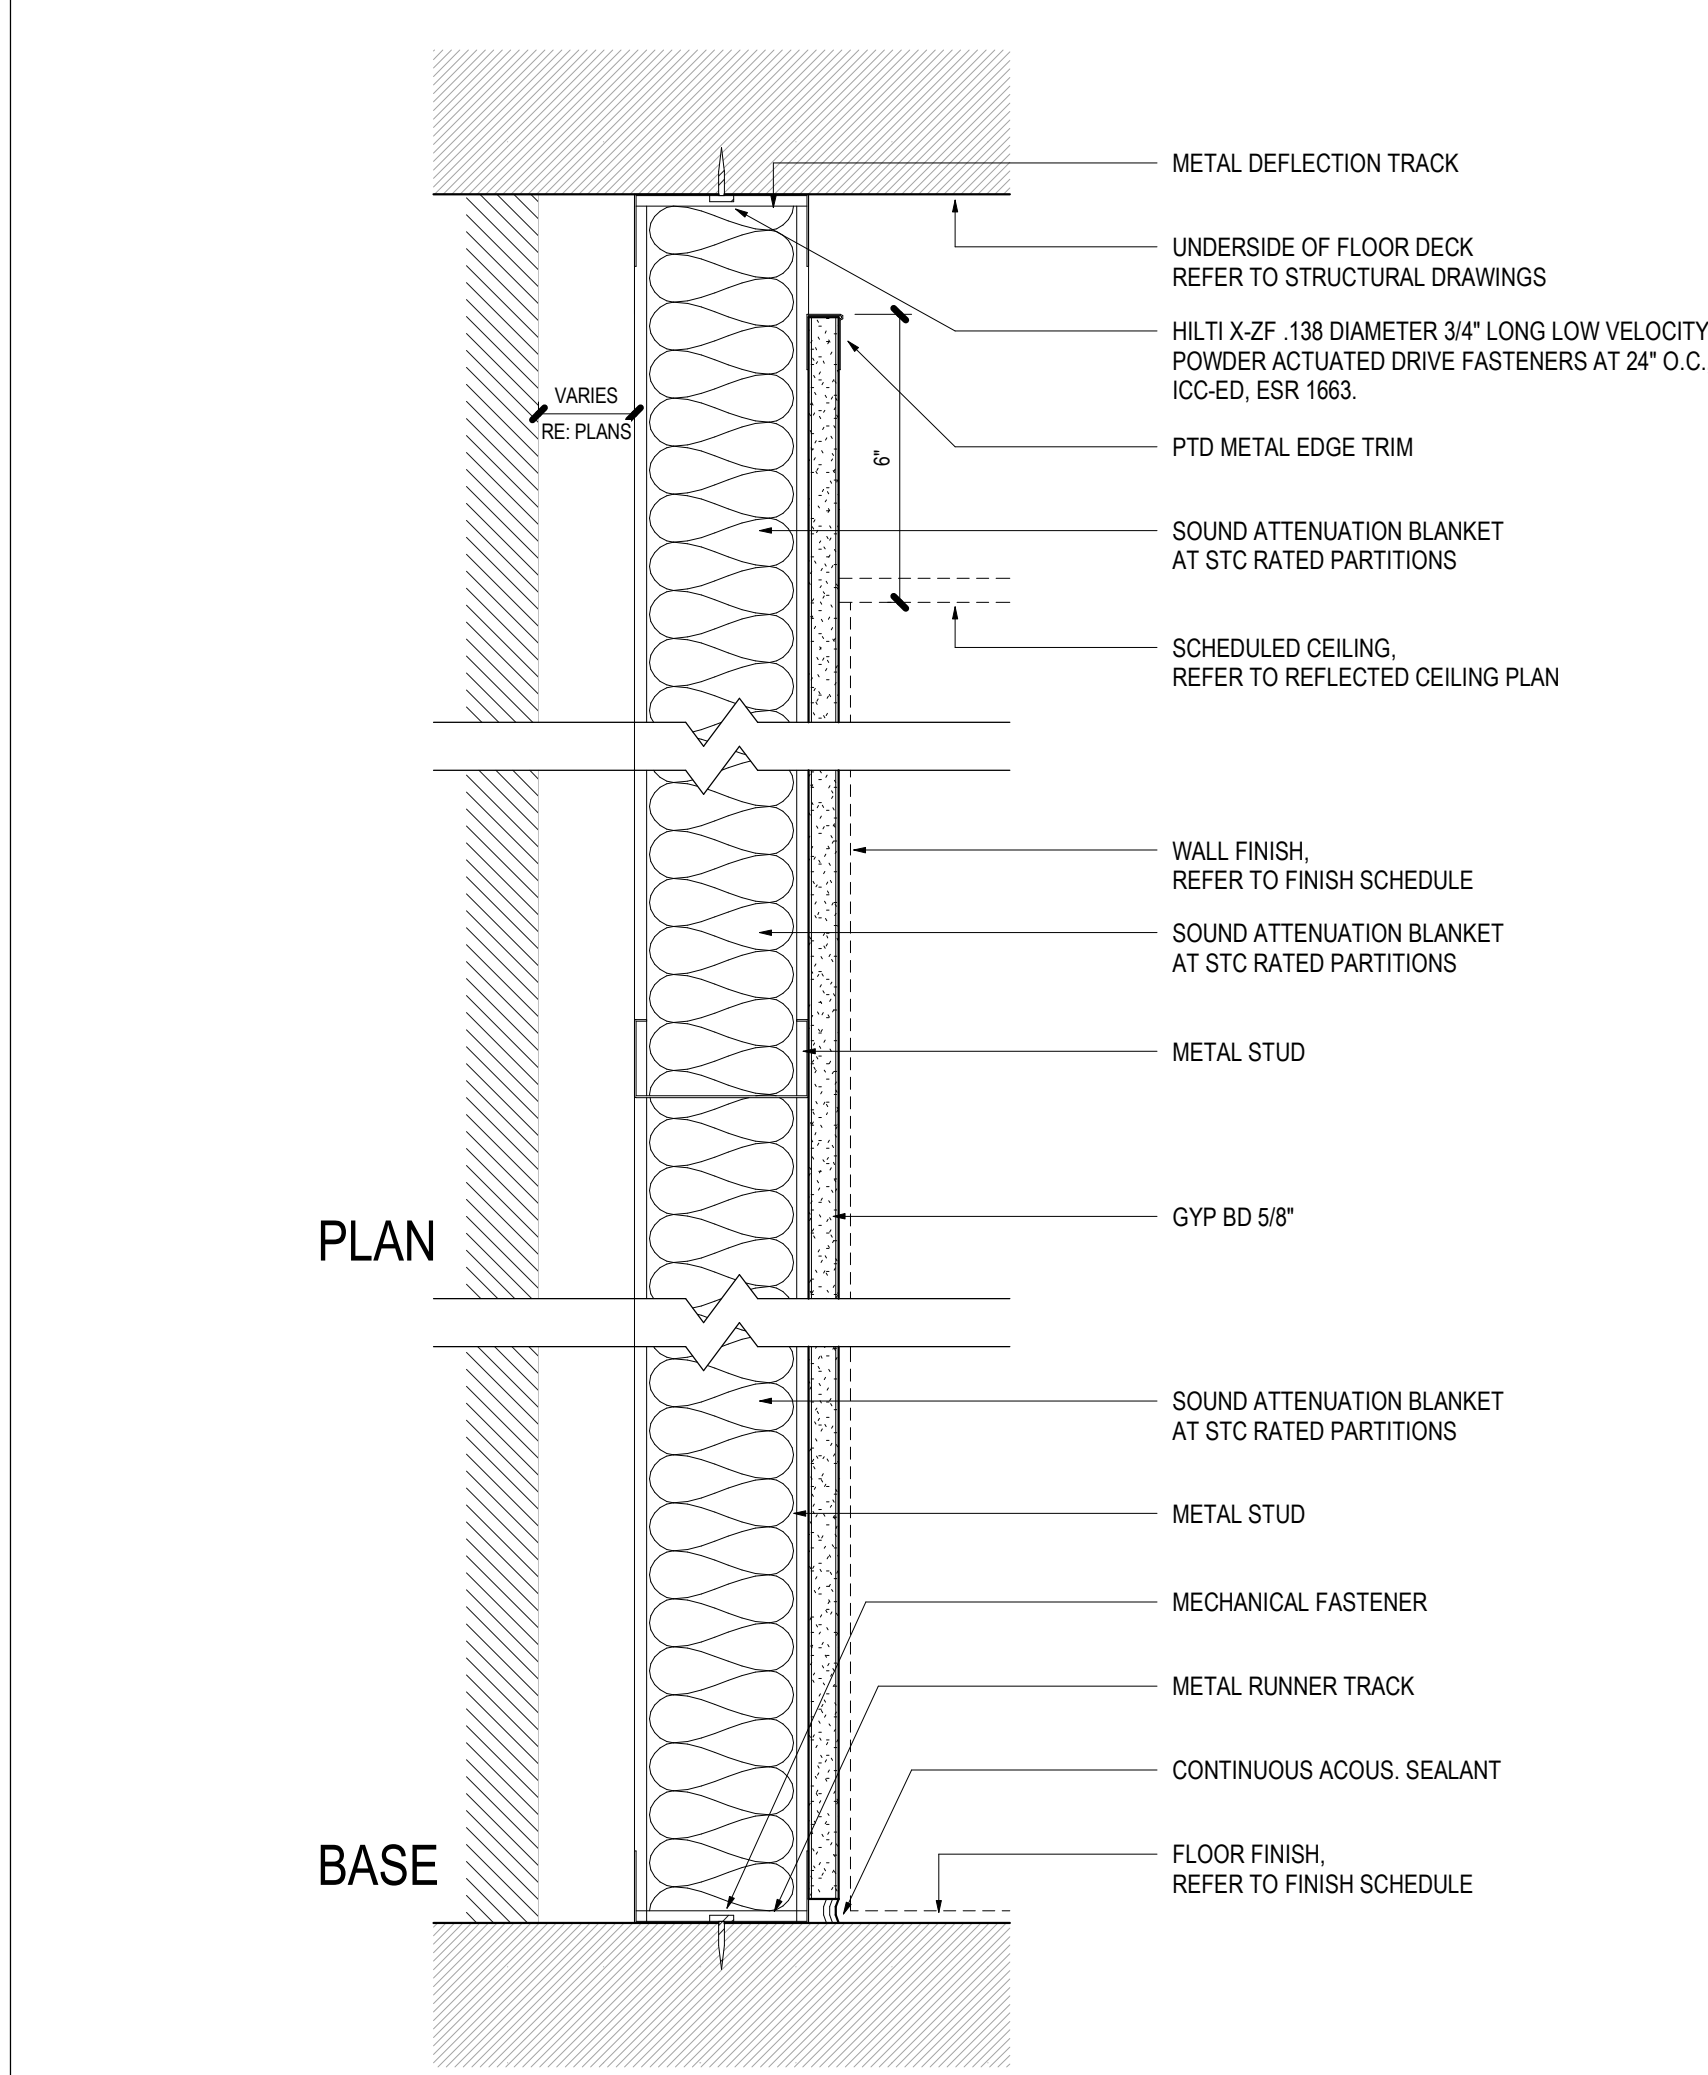 METAL DEFLECTION TRACK
UNDERSIDE OF FLOOR DECK
REFER TO STRUCTURAL DRAWINGS
HILTI X-ZF .138 DIAMETER 3/4" LONG LOW VELOCITY
POWDER ACTUATED DRIVE FASTENERS AT 24" O.C.
ICC-ED, ESR 1663.
VARIES
RE: PLANS
PTD METAL EDGE TRIM
6"
SOUND ATTENUATION BLANKET
AT STC RATED PARTITIONS
SCHEDULED CEILING,
REFER TO REFLECTED CEILING PLAN
WALL FINISH,
REFER TO FINISH SCHEDULE
SOUND ATTENUATION BLANKET
AT STC RATED PARTITIONS
METAL STUD
GYP BD 5/8"
PLAN
SOUND ATTENUATION BLANKET
AT STC RATED PARTITIONS
METAL STUD
MECHANICAL FASTENER
METAL RUNNER TRACK
CONTINUOUS ACOUS. SEALANT
BASE
FLOOR FINISH,
REFER TO FINISH SCHEDULE